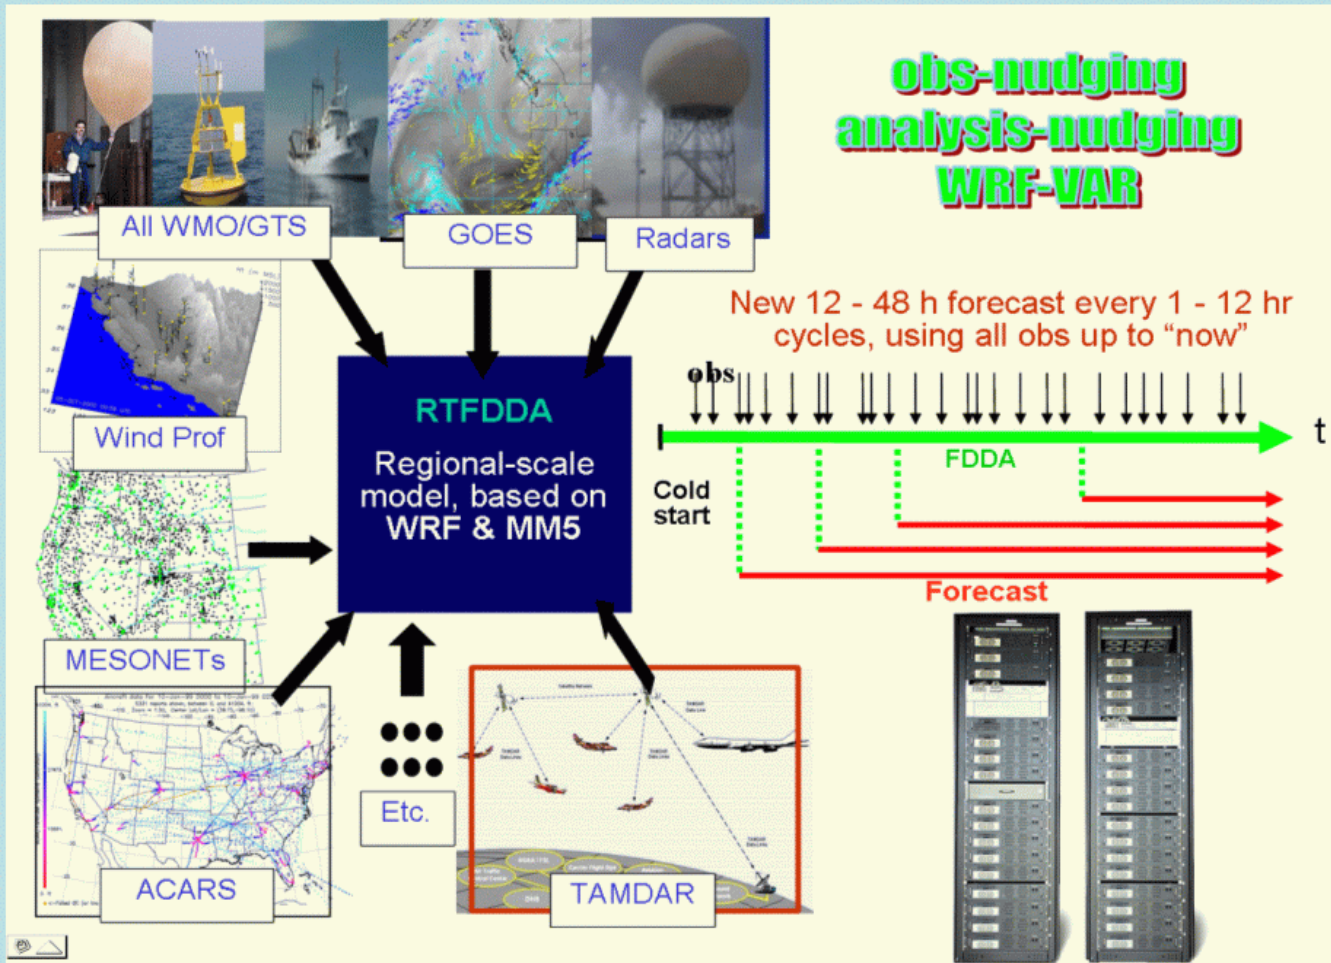 obs-nudging
analysis-nudging
WRF-VAR
All WMO/GTS
GOES
Radars
New 12 - 48 h forecast every 1 - 12 hr
cycles, using all obs up to “now”
obs
t
FDDA
Cold
start
Forecast
Wind Prof
RTFDDA
Regional-scale
model, based on
WRF & MM5
MESONETs
ACARS
Etc.
TAMDAR